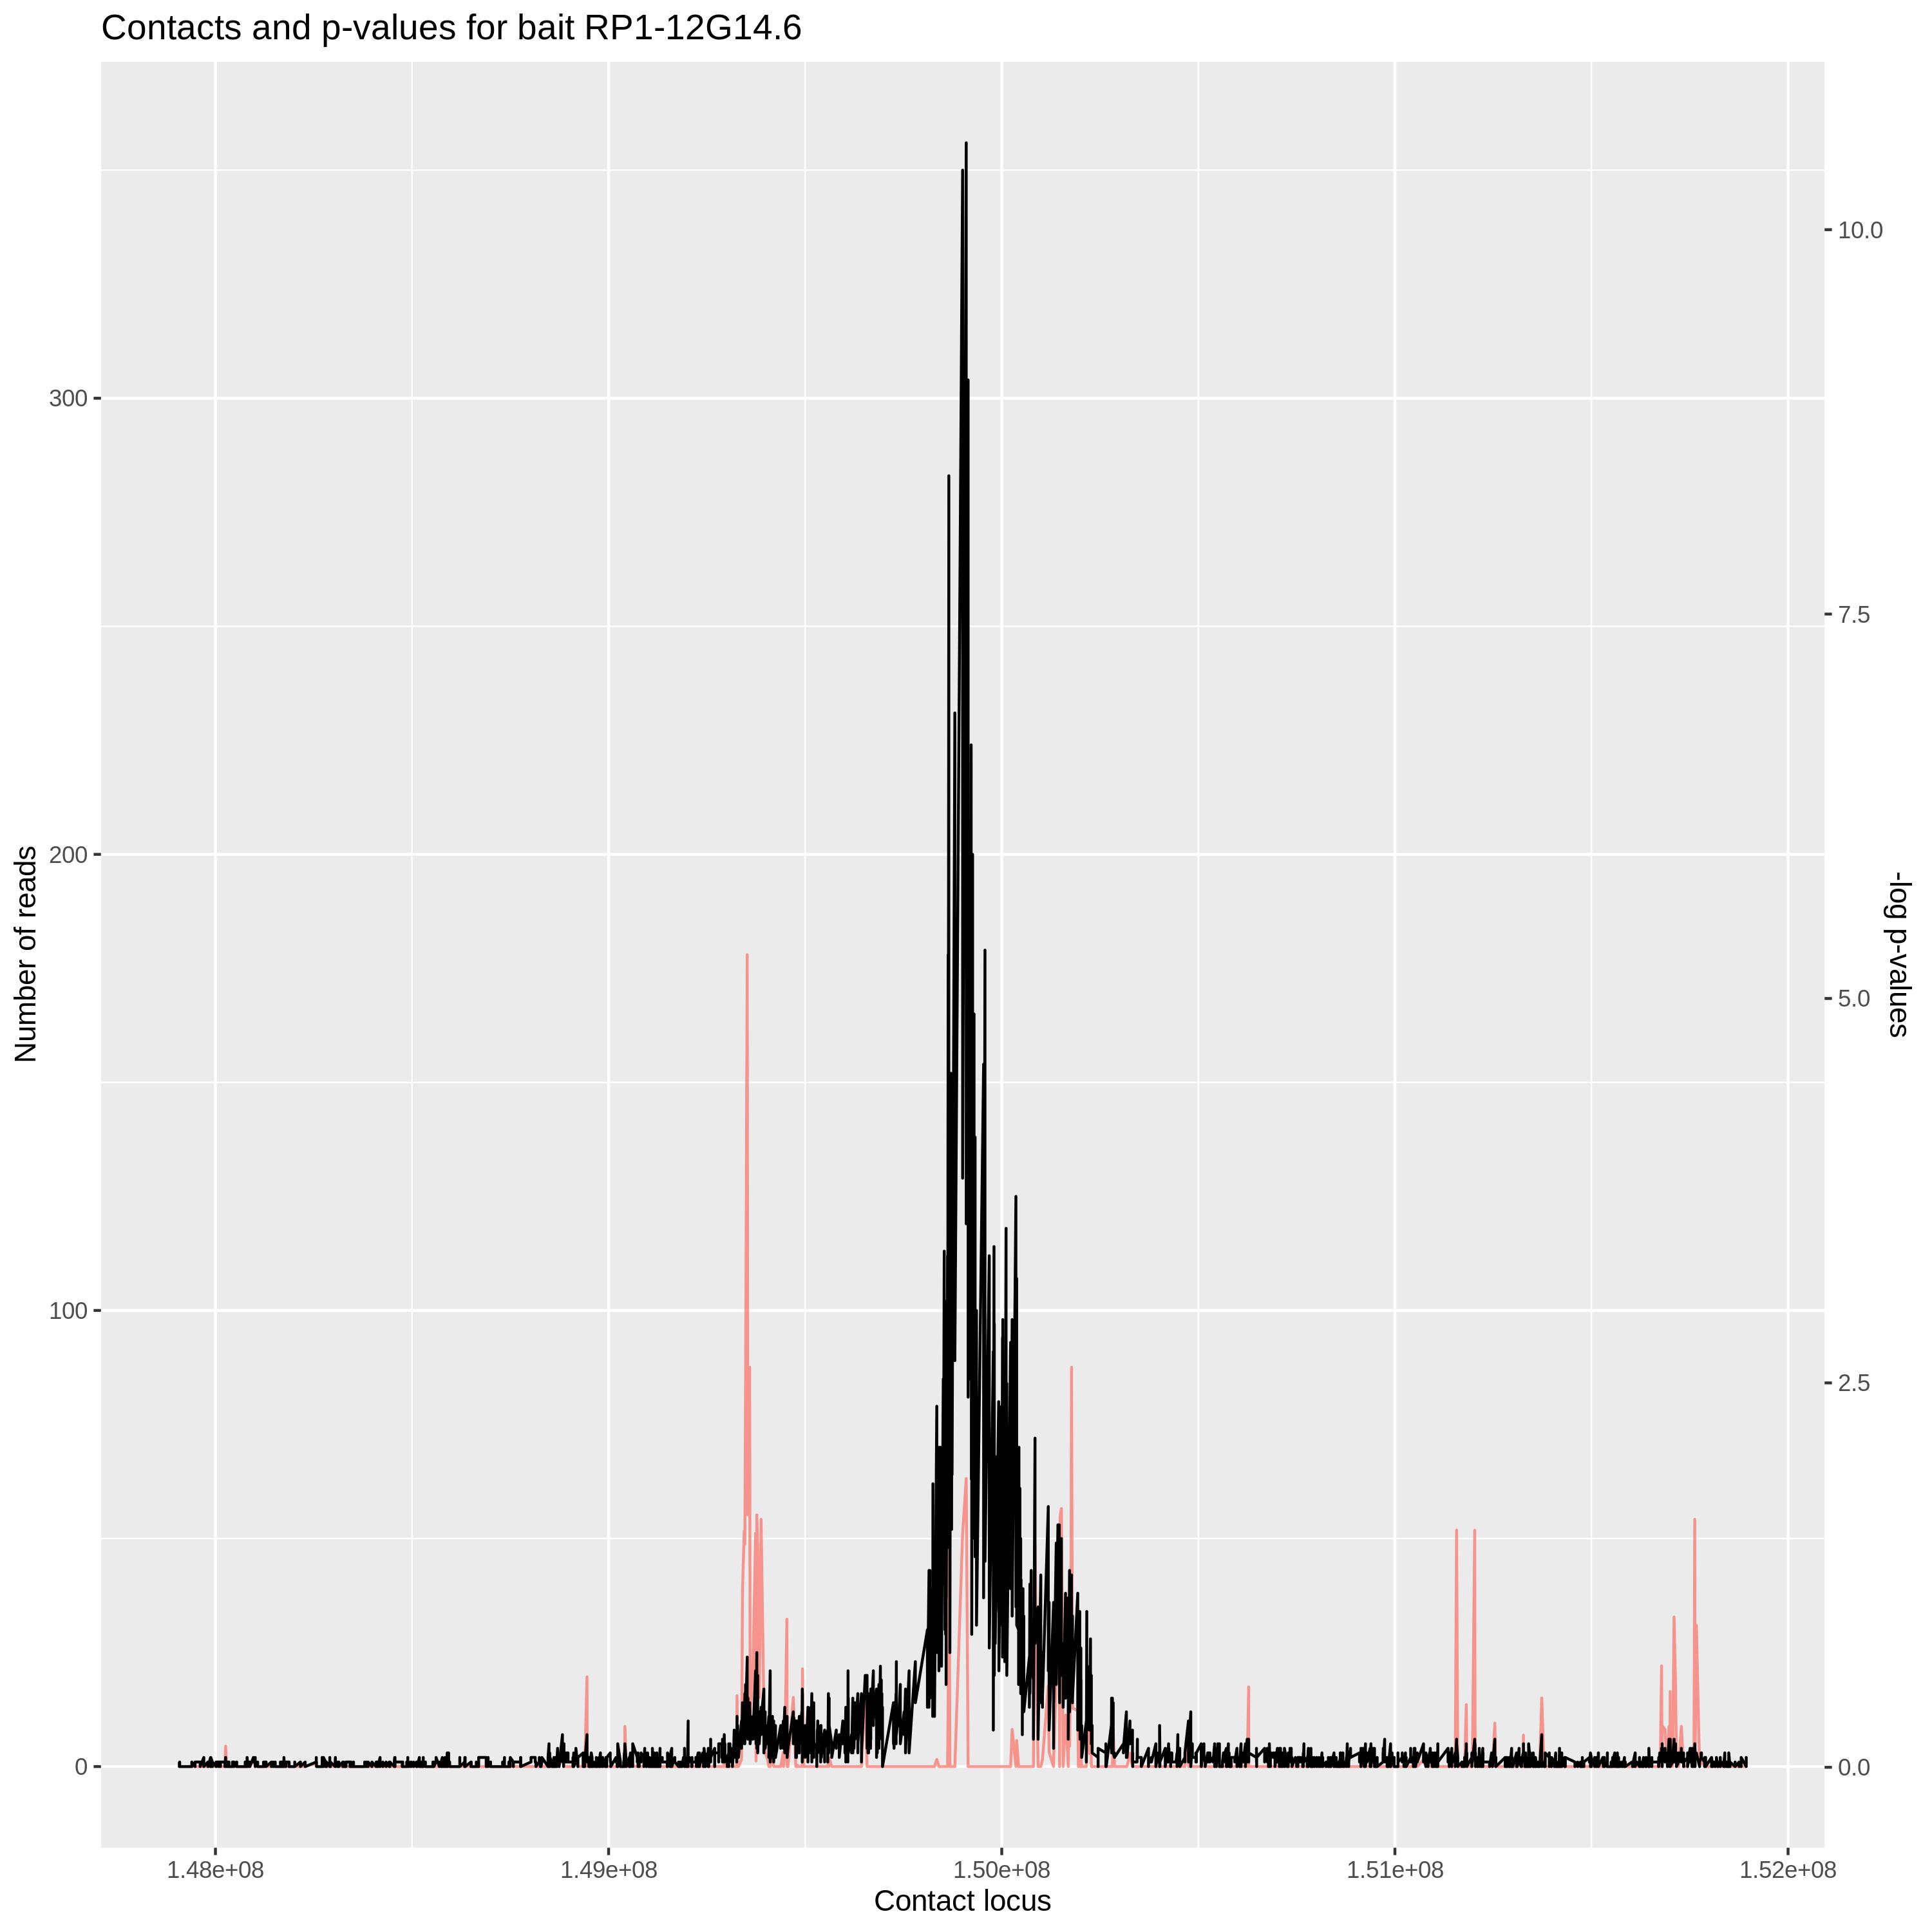 Contacts and p-values for bait RP1-12G14.6
Number of reads
300
200
100
0
10.0
7.5
5.0
2.5
0.0
-log p-values
1.48e+08
1.49e+08
1.50e+08
1.51e+08
1.52e+08
Contact locus